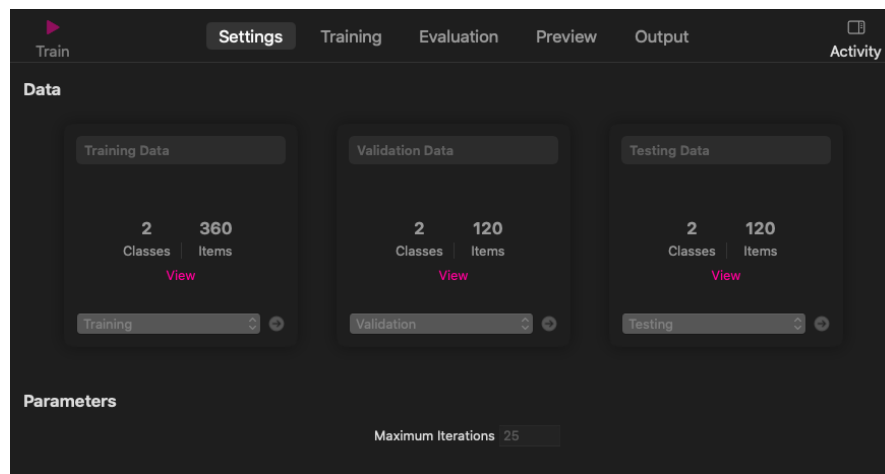 Train
Settings Training Evaluation Preview Output
Activity
Data
Training Data Validation Data Testing Data
2 360 2 120 2 120
Classes Items Classes Items Classes Items
View View View
Training Validation Testing
Parameters
Maximum Iterations 25